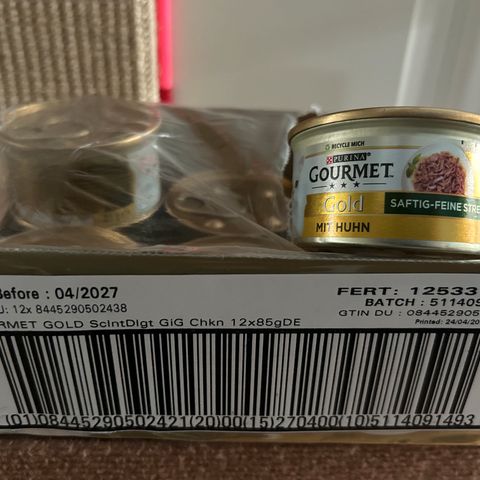 RECYCLE MICH
PURINA
GOURMET
Gold
SAFTIG-FEINE STRE
MIT HUHN
Before : 04/2027
FERT: 12533
J: 12x 8445290502438
BATCH : 511409
GTIN DU : 084452905
RMET GOLD ScIntDlgt GiG Chkn 12x85gDE
Printed: 24/04/20
(01)08445290502421(20)00(15)270400(10)5114091493